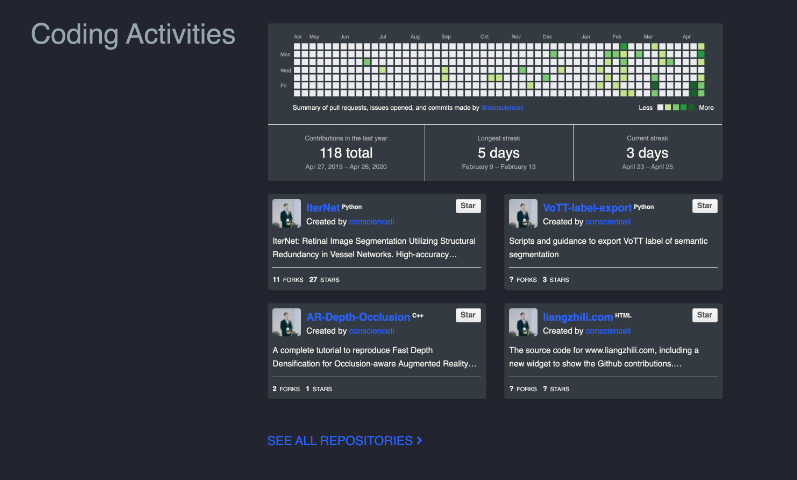 Coding Activities
Apr May Jun Jul Aug Sep Oct Nov Dec Jan Feb Mar Apr
Mon
Wed
Fri
Summary of pull requests, issues opened, and commits made by @conscienceli
Less More
Contributions in the last year
118 total
Apr 27, 2019 – Apr 26, 2020
Longest streak
5 days
February 9 – February 13
Current streak
3 days
April 23 – April 25
IterNet Python
Star
Created by conscienceli
IterNet: Retinal Image Segmentation Utilizing Structural
Redundancy in Vessel Networks. High-accuracy...
11 FORKS 27 STARS
VoTT-label-export Python
Star
Created by conscienceli
Scripts and guidance to export VoTT label of semantic
segmentation
? FORKS 3 STARS
AR-Depth-Occlusion C++
Star
Created by conscienceli
A complete tutorial to reproduce Fast Depth
Densification for Occlusion-aware Augmented Reality...
2 FORKS 1 STARS
liangzhili.com HTML
Star
Created by conscienceli
The source code for www.liangzhili.com, including a
new widget to show the Github contributions....
? FORKS ? STARS
SEE ALL REPOSITORIES >